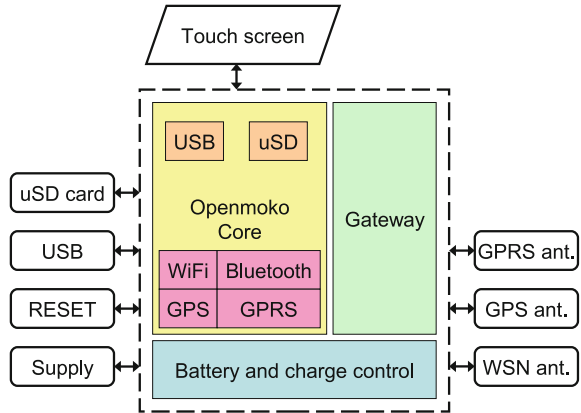 Touch screen
USB
uSD
Openmoko
Core
WiFi
Bluetooth
GPS
GPRS
Gateway
Battery and charge control
uSD card
USB
RESET
Supply
GPRS ant.
GPS ant.
WSN ant.